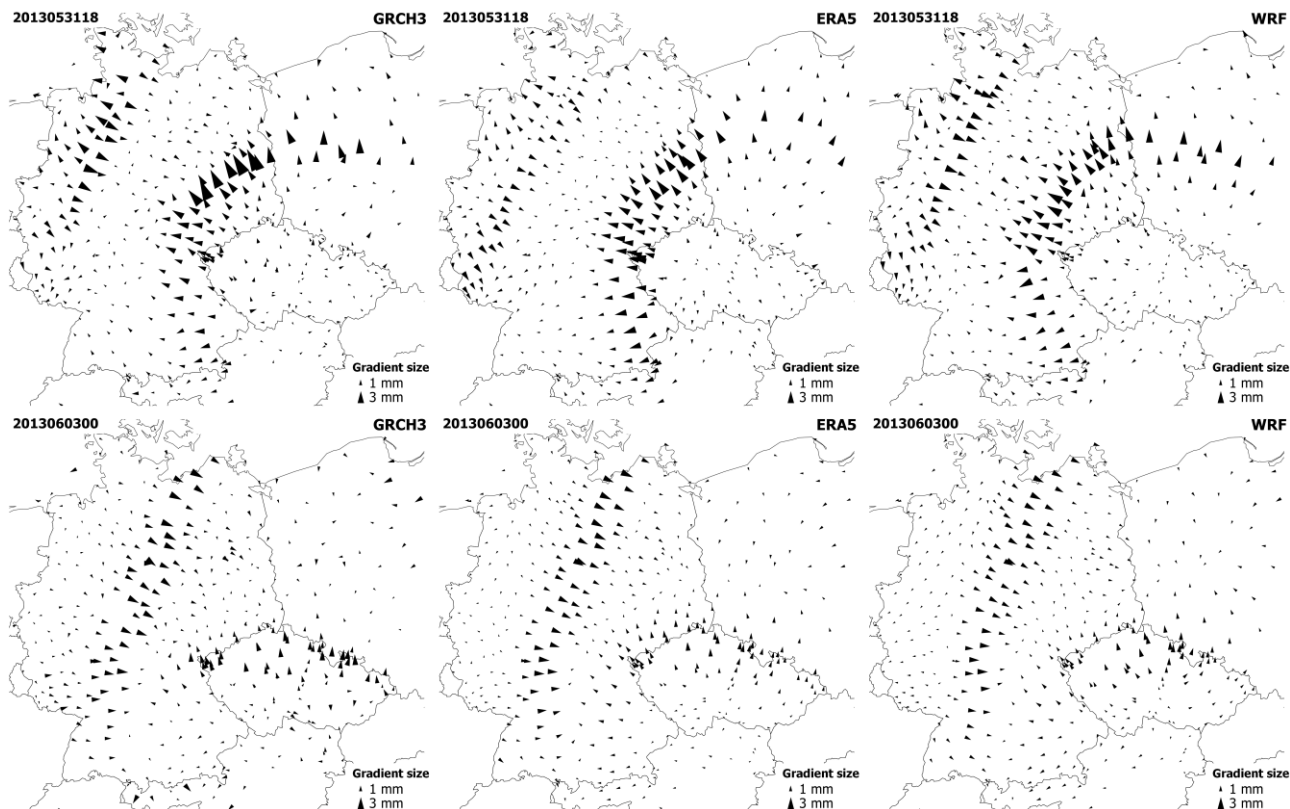 2013053118 GRCH3
Gradient size
1 mm
3 mm
2013053118 ERA5
Gradient size
1 mm
3 mm
2013053118 WRF
Gradient size
1 mm
3 mm
2013060300 GRCH3
Gradient size
1 mm
3 mm
2013060300 ERA5
Gradient size
1 mm
3 mm
2013060300 WRF
Gradient size
1 mm
3 mm